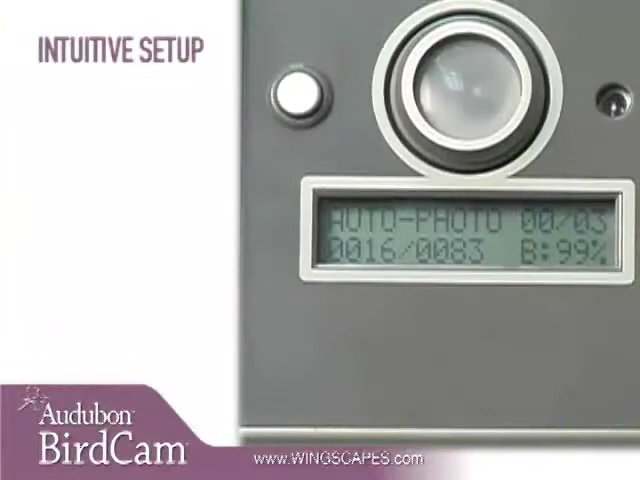 INTUITIVE SETUP
AUTO-PHOTO 00/03
0016/0083 B:99%
Audubon
BirdCam
www.WINGSCAPES.com